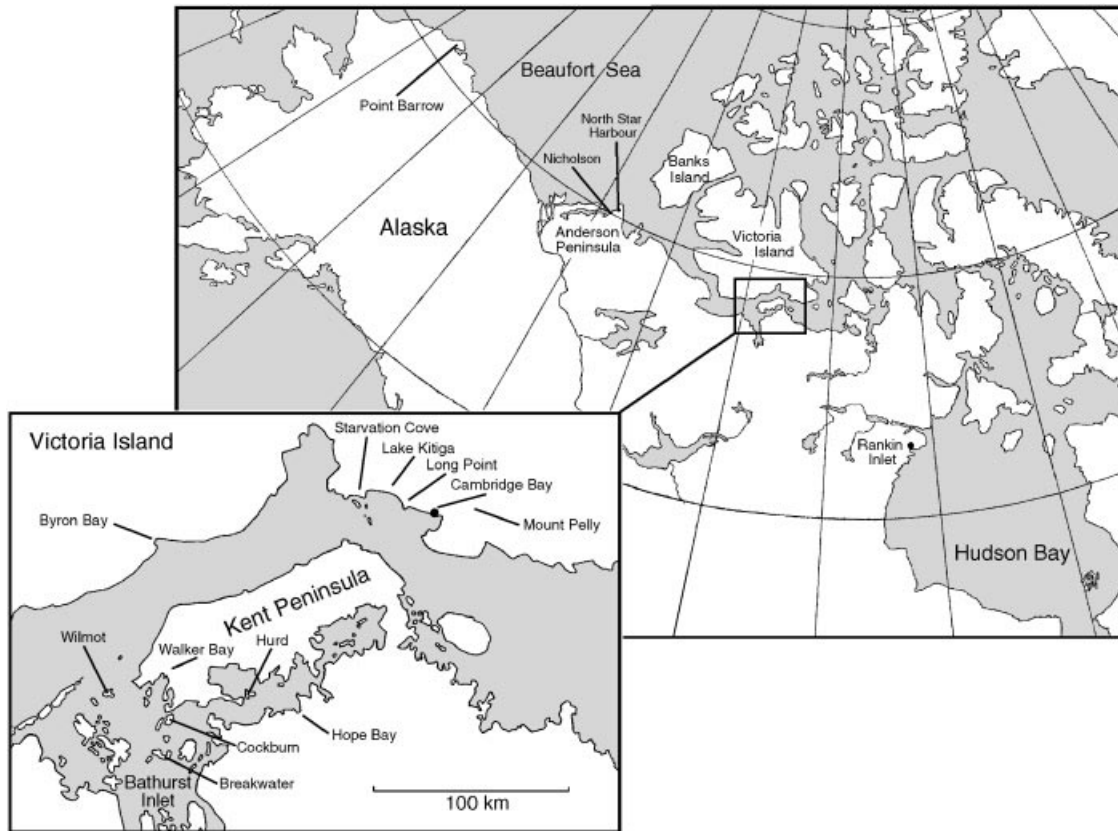 Beaufort Sea
Point Barrow
North Star
Harbour
Nicholson
Banks
Island
Alaska
Anderson
Peninsula
Victoria
Island
Rankin
Inlet
Hudson Bay
Victoria Island
Starvation Cove
Lake Kitiga
Long Point
Cambridge Bay
Mount Pelly
Byron Bay
Kent Peninsula
Wilmot
Walker Bay
Hurd
Hope Bay
Cockburn
Breakwater
Bathurst
Inlet
100 km